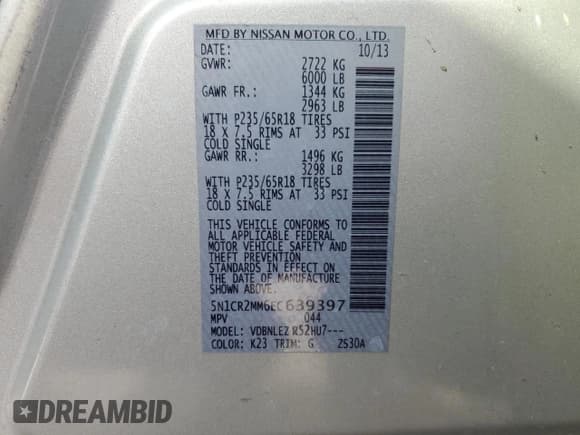 MFD BY NISSAN MOTOR CO., LTD.
DATE: 10/13
GVWR: 2722 KG
6000 LB
GAWR FR.: 1344 KG
2963 LB
WITH P235/65R18 TIRES
18 X 7.5 RIMS AT 33 PSI
COLD SINGLE
GAWR RR.: 1496 KG
3298 LB
WITH P235/65R18 TIRES
18 X 7.5 RIMS AT 33 PSI
COLD SINGLE
THIS VEHICLE CONFORMS TO
ALL APPLICABLE FEDERAL
MOTOR VEHICLE SAFETY AND
THEFT PREVENTION
STANDARDS IN EFFECT ON
THE DATE OF MANUFACTURE
SHOWN ABOVE.
5N1CR2MM6EC639397
MPV 044
MODEL: VDBNLEZ R52HU7---
COLOR: K23 TRIM: G 2S30A
DREAMBID